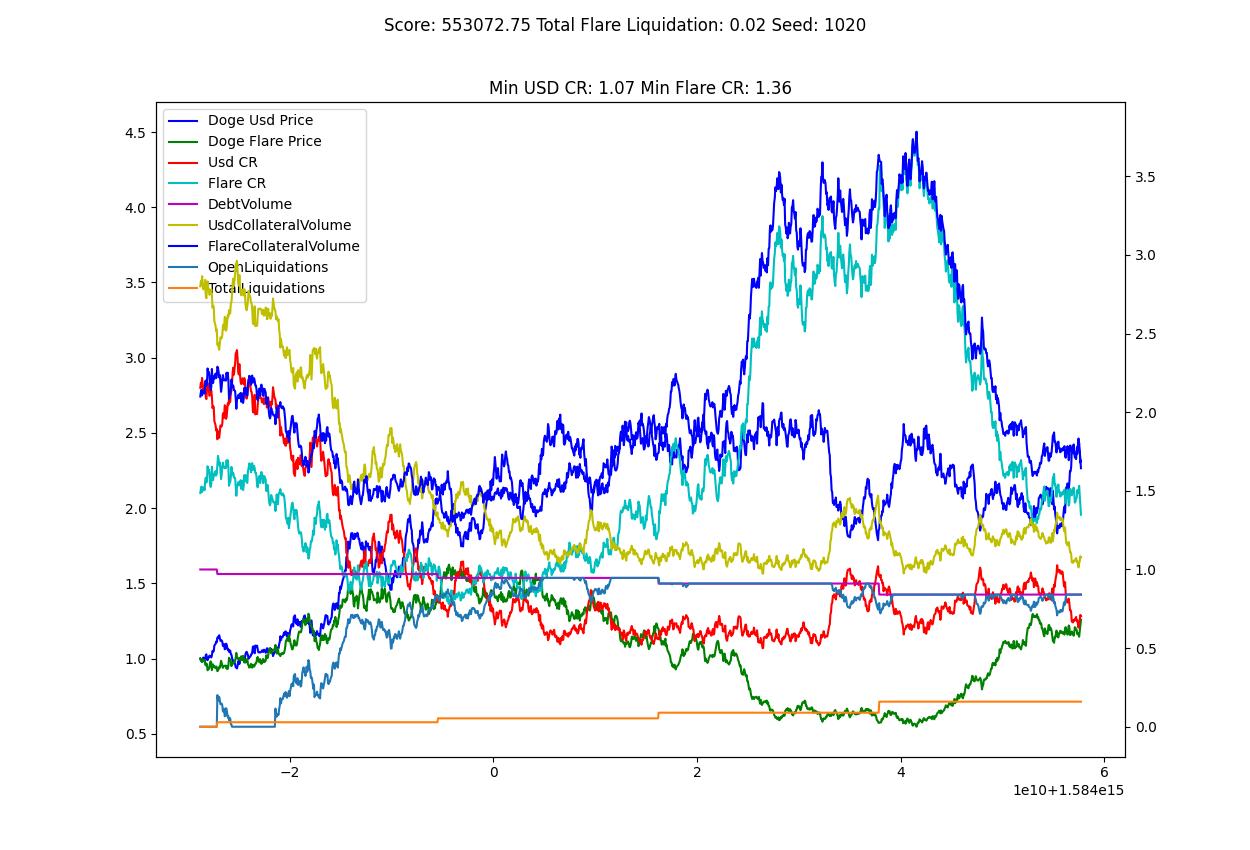 Score: 553072.75 Total Flare Liquidation: 0.02 Seed: 1020
Min USD CR: 1.07 Min Flare CR: 1.36
Doge Usd Price
Doge Flare Price
Usd CR
Flare CR
DebtVolume
UsdCollateralVolume
FlareCollateralVolume
OpenLiquidations
TotalLiquidations
4.5
4.0
3.5
3.0
2.5
2.0
1.5
1.0
0.5
3.5
3.0
2.5
2.0
1.5
1.0
0.5
0.0
−2 0 2 4 6
1e10+1.584e15